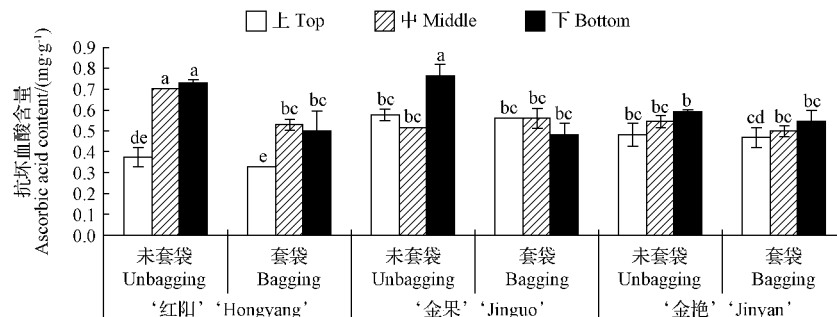 上 Top 中 Middle 下 Bottom
抗坏血酸含量/(mg·g⁻¹)
Ascorbic acid content/(mg·g⁻¹)
0.9
0.8
0.7
0.6
0.5
0.4
0.3
0.2
0.1
0.0
de a a e bc bc bc bc a bc bc bc bc bc b cd bc bc
未套袋 套袋 未套袋 套袋 未套袋 套袋
Unbagging Bagging Unbagging Bagging Unbagging Bagging
‘红阳’ ‘Hongyang’ ‘金果’ ‘Jinguo’ ‘金艳’ ‘Jinyan’